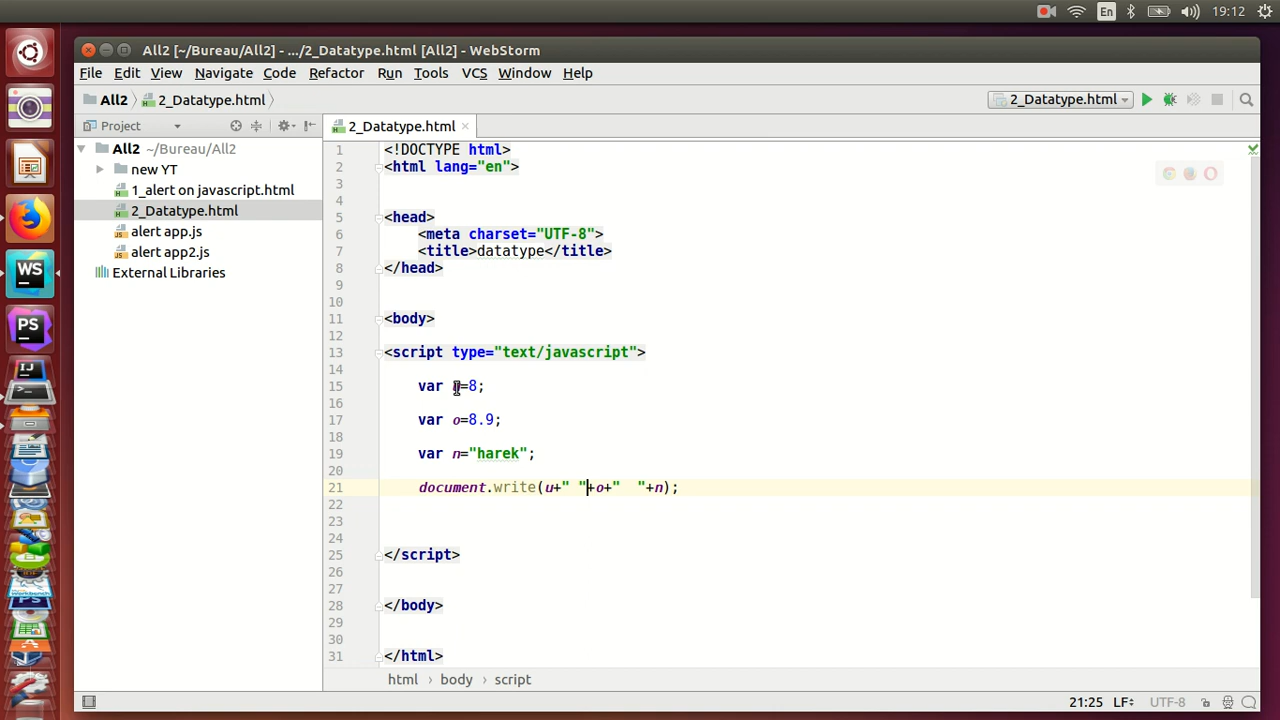 En 19:12
All2 [~/Bureau/All2] - .../2_Datatype.html [All2] - WebStorm
File Edit View Navigate Code Refactor Run Tools VCS Window Help
All2 2_Datatype.html 2_Datatype.html
Project 2_Datatype.html
All2 ~/Bureau/All2
new YT
1_alert on javascript.html
2_Datatype.html
alert app.js
alert app2.js
External Libraries
1 <!DOCTYPE html>
2 <html lang="en">
3
4
5 <head>
6 <meta charset="UTF-8">
7 <title>datatype</title>
8 </head>
9
10
11 <body>
12
13 <script type="text/javascript">
14
15 var =8;
16
17 var o=8.9;
18
19 var n="harek";
20
21 document.write(u+" "+o+"  "+n);
22
23
24
25 </script>
26
27
28 </body>
29
30
31 </html>
html body script
21:25 LF UTF-8
WS
PS
IJ